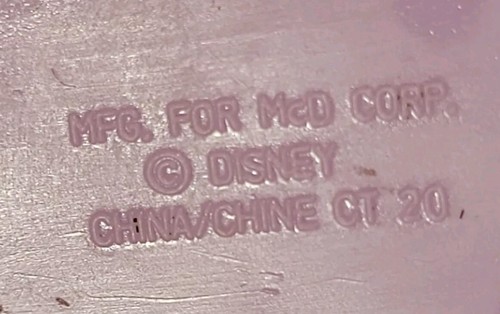 MFG. FOR McD CORP.
© DISNEY
CHINA/CHINE CT 20